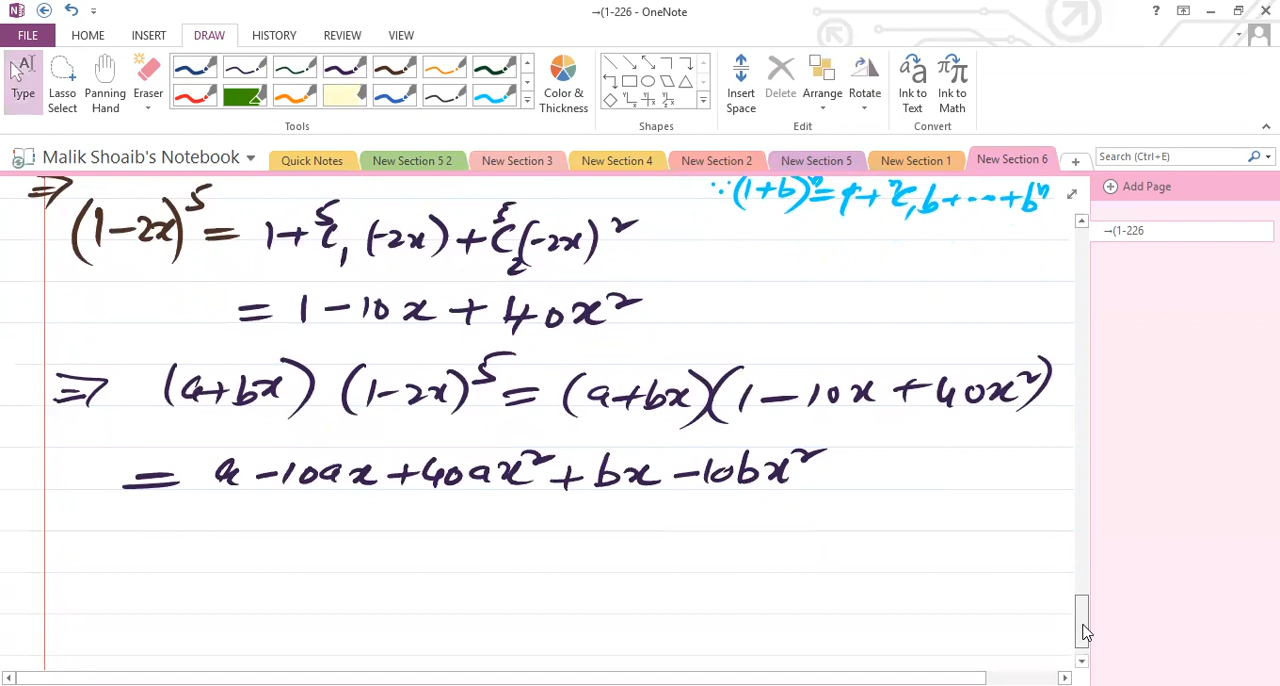 →(1-226 - OneNote
FILE HOME INSERT DRAW HISTORY REVIEW VIEW
Type Lasso Select Panning Hand Eraser Color & Thickness Insert Space Delete Arrange Rotate Ink to Text Ink to Math
Tools Shapes Edit Convert
Malik Shoaib's Notebook Quick Notes New Section 5 2 New Section 3 New Section 4 New Section 2 New Section 5 New Section 1 New Section 6 Search (Ctrl+E)
Add Page
→(1-226
∵(1+b)ⁿ = 1 + ⁿC₁b + ⋯ + bⁿ
⇒ (1-2x)⁵ = 1 + ⁵C₁(-2x) + ⁵C₂(-2x)²
= 1 - 10x + 40x²
⇒ (a+bx)(1-2x)⁵ = (a+bx)(1 - 10x + 40x²)
= a - 10ax + 40ax² + bx - 10bx²